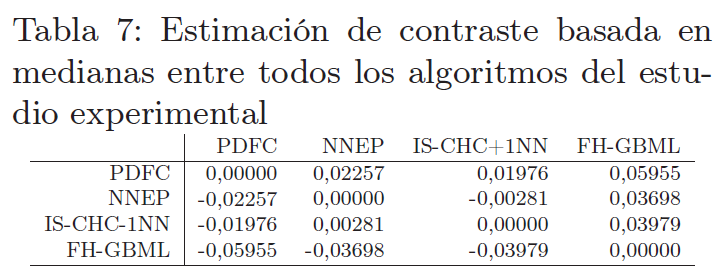 Tabla 7: Estimación de contraste basada en
medianas entre todos los algoritmos del estu-
dio experimental
PDFC NNEP IS-CHC+1NN FH-GBML
PDFC 0,00000 0,02257 0,01976 0,05955
NNEP -0,02257 0,00000 -0,00281 0,03698
IS-CHC-1NN -0,01976 0,00281 0,00000 0,03979
FH-GBML -0,05955 -0,03698 -0,03979 0,00000